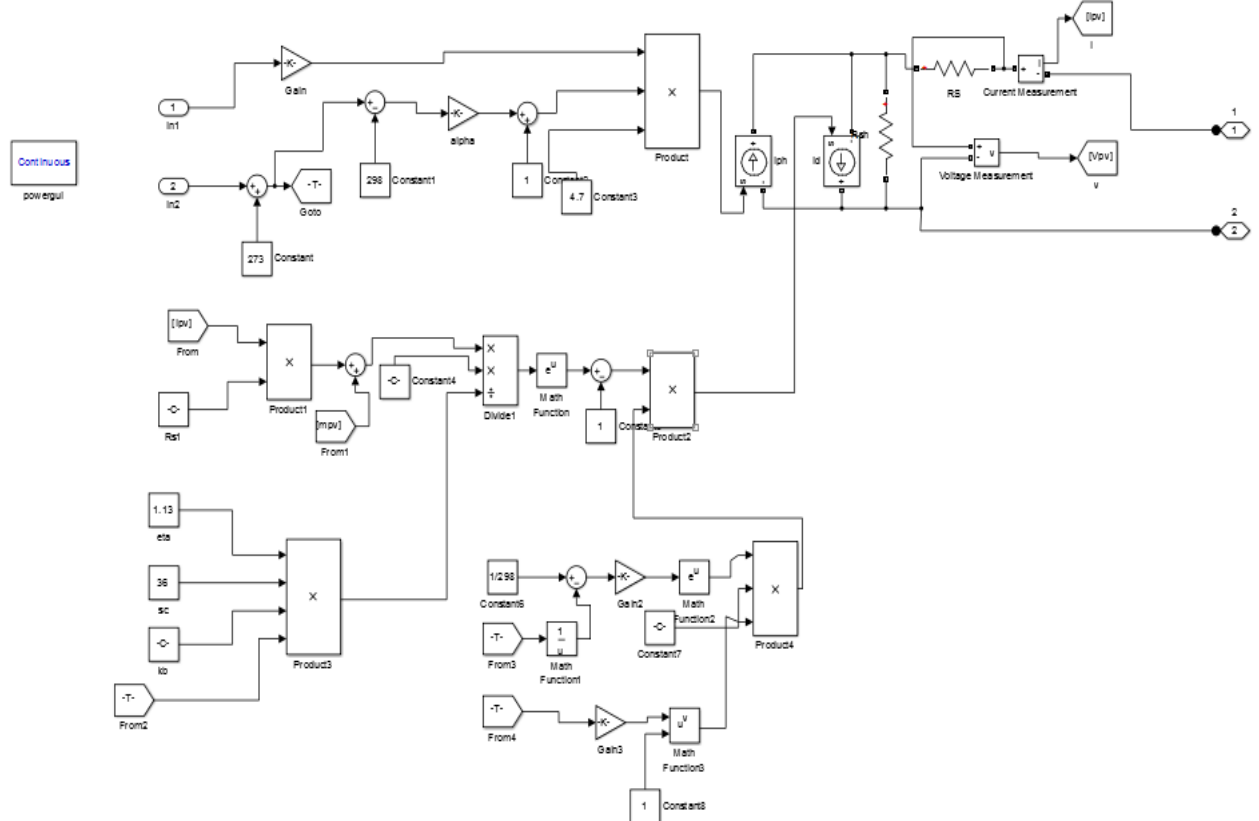 [Ipv]
I
-K-
Gain
RS
Current Measurement
1
In1
+
-
-K-
alpha
+
+
×
Product
1
1
Continuous
powergui
2
In2
+
+
-T-
Goto
298
Constant1
1
4.7
Constant3
Iph
Id
+
-
v
Voltage Measurement
[Vpv]
v
2
2
273
Constant
[Ipv]
From
×
Product1
+
+
-C-
Constant4
×
×
÷
Divide1
e^u
Math
Function
+
-
×
Product2
-C-
Rs1
[mpv]
From1
1
1.13
eta
36
sc
-C-
kb
×
Product3
-T-
From2
1/298
Constant6
+
-
-K-
Gain2
e^u
Math
Function2
×
Product4
-T-
From3
1
u
Math
Function1
-C-
Constant7
-T-
From4
-K-
Gain3
u^v
Math
Function3
1
Constant8